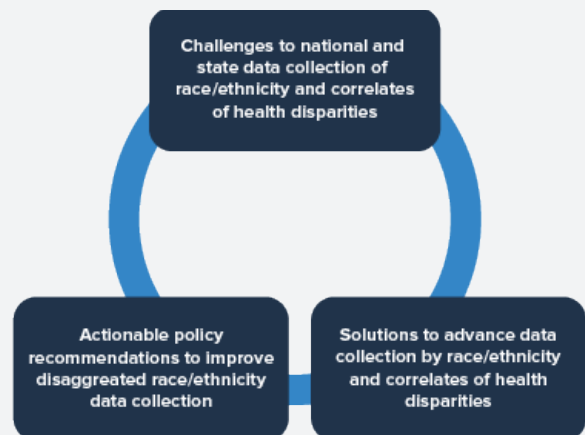 Challenges to national and
state data collection of
race/ethnicity and correlates
of health disparities
Actionable policy
recommendations to improve
disaggreated race/ethnicity
data collection
Solutions to advance data
collection by race/ethnicity
and correlates of health
disparities